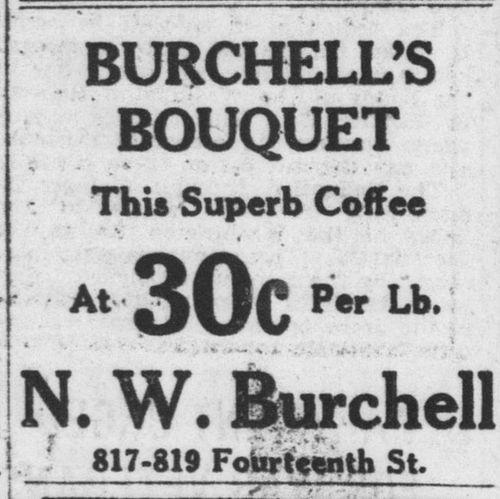 BURCHELL'S
BOUQUET
This Superb Coffee
At 30c Per Lb.
N. W. Burchell
817-819 Fourteenth St.